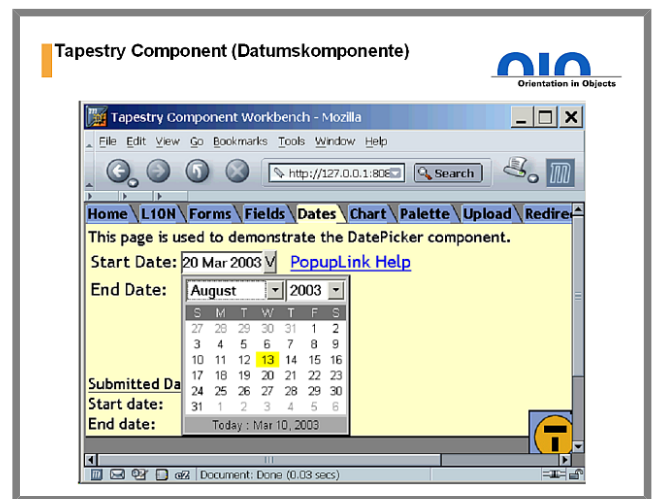 Tapestry Component (Datumskomponente)
OIO
Orientation in Objects
Tapestry Component Workbench - Mozilla
File Edit View Go Bookmarks Tools Window Help
http://127.0.0.1:808 Search
Home L10N Forms Fields Dates Chart Palette Upload Redire
This page is used to demonstrate the DatePicker component.
Start Date: 20 Mar 2003 V PopupLink Help
End Date: August 2003
S M T W T F S
27 28 29 30 31 1 2
3 4 5 6 7 8 9
10 11 12 13 14 15 16
17 18 19 20 21 22 23
Submitted Da
24 25 26 27 28 29 30
Start date:
31 1 2 3 4 5 6
End date:
Today : Mar 10, 2003
Document: Done (0.03 secs)